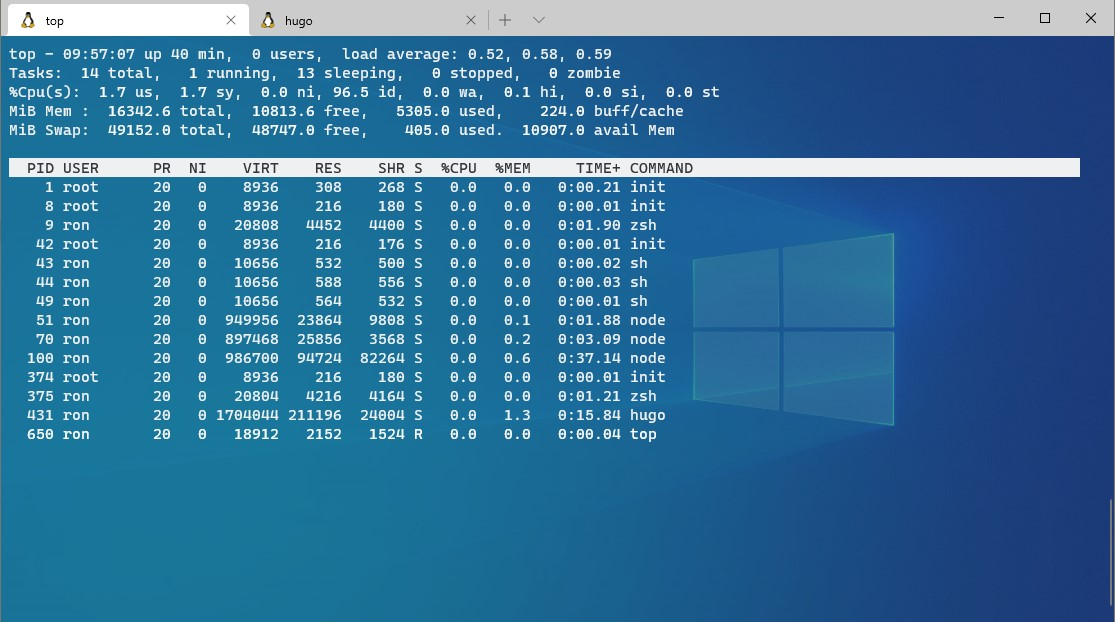 top hugo
top - 09:57:07 up 40 min,  0 users,  load average: 0.52, 0.58, 0.59
Tasks:  14 total,   1 running,  13 sleeping,   0 stopped,   0 zombie
%Cpu(s):  1.7 us,  1.7 sy,  0.0 ni, 96.5 id,  0.0 wa,  0.1 hi,  0.0 si,  0.0 st
MiB Mem :  16342.6 total,  10813.6 free,   5305.0 used,    224.0 buff/cache
MiB Swap:  49152.0 total,  48747.0 free,    405.0 used.  10907.0 avail Mem
  PID USER      PR  NI    VIRT    RES    SHR S  %CPU  %MEM     TIME+ COMMAND
    1 root      20   0    8936    308    268 S   0.0   0.0   0:00.21 init
    8 root      20   0    8936    216    180 S   0.0   0.0   0:00.01 init
    9 ron       20   0   20808   4452   4400 S   0.0   0.0   0:01.90 zsh
   42 root      20   0    8936    216    176 S   0.0   0.0   0:00.01 init
   43 ron       20   0   10656    532    500 S   0.0   0.0   0:00.02 sh
   44 ron       20   0   10656    588    556 S   0.0   0.0   0:00.03 sh
   49 ron       20   0   10656    564    532 S   0.0   0.0   0:00.01 sh
   51 ron       20   0  949956  23864   9808 S   0.0   0.1   0:01.88 node
   70 ron       20   0  897468  25856   3568 S   0.0   0.2   0:03.09 node
  100 ron       20   0  986700  94724  82264 S   0.0   0.6   0:37.14 node
  374 root      20   0    8936    216    180 S   0.0   0.0   0:00.01 init
  375 ron       20   0   20804   4216   4164 S   0.0   0.0   0:01.21 zsh
  431 ron       20   0 1704044 211196  24004 S   0.0   1.3   0:15.84 hugo
  650 ron       20   0   18912   2152   1524 R   0.0   0.0   0:00.04 top